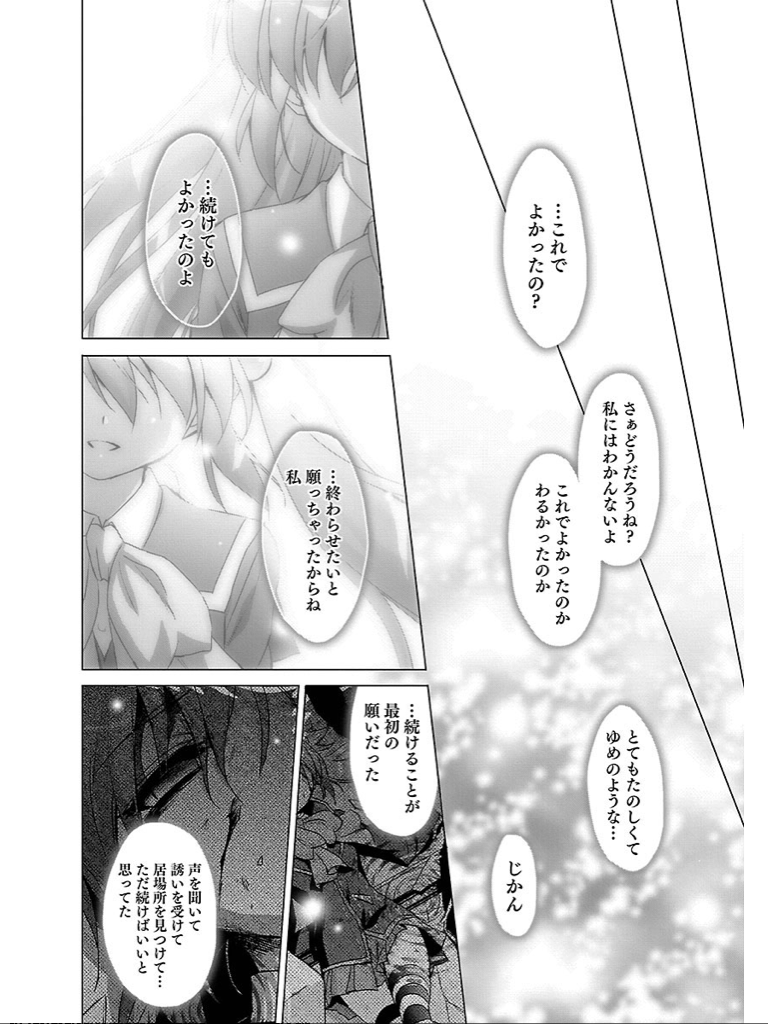 …これで
よかったの?
さぁどうだろうね?
私にはわかんないよ
これでよかったのか
わるかったのか
とてもたのしくて
ゆめのような…
じかん
…続けても
よかったのよ
…終わらせたいと
願っちゃったからね
私
…続けることが
最初の
願いだった
声を聞いて
誘いを受けて
居場所を見つけて…
ただ続けばいいと
思ってた